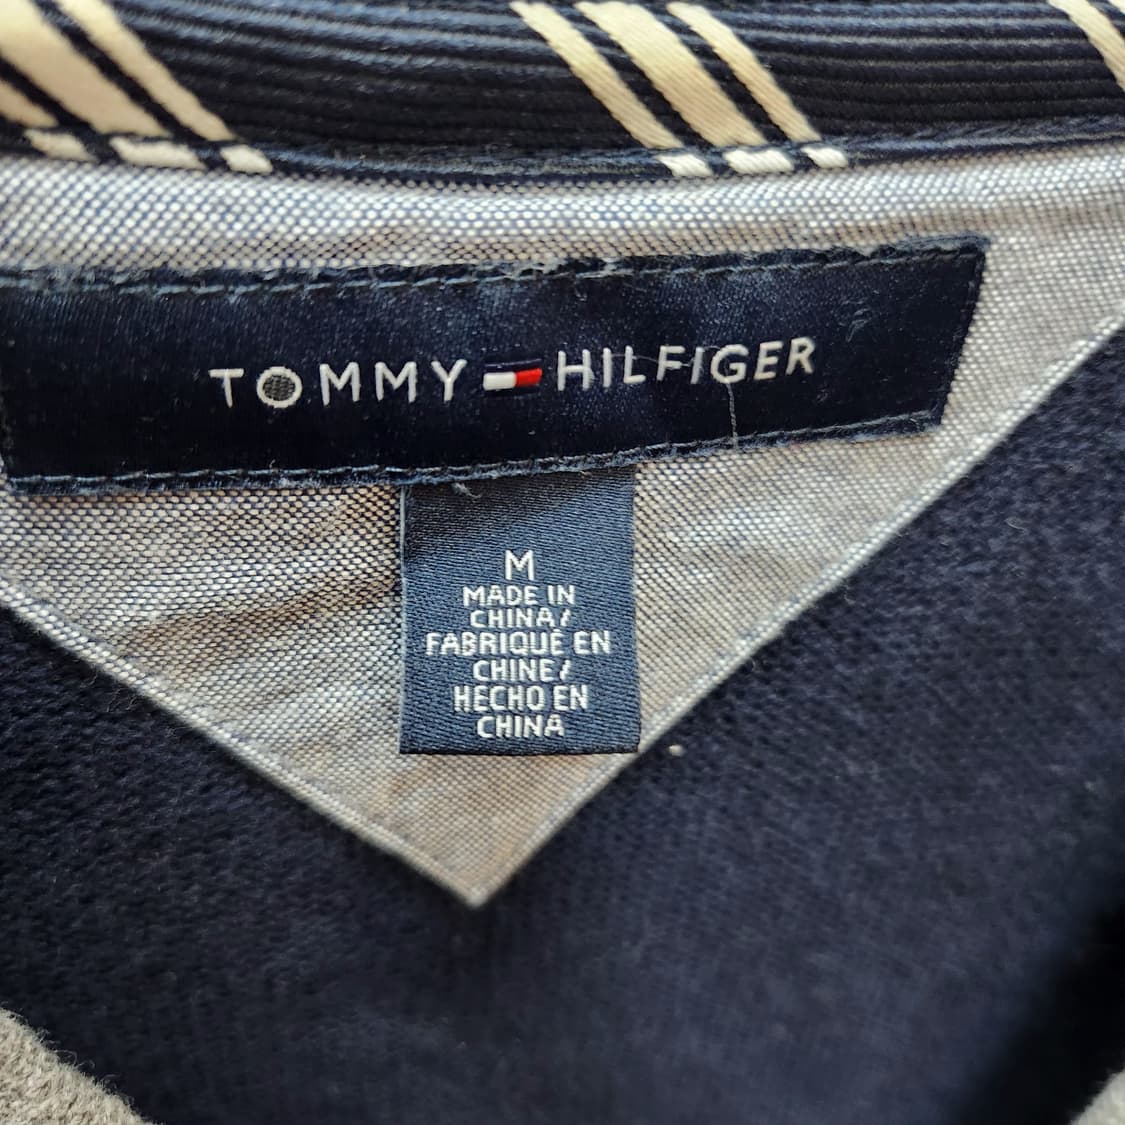 TOMMY HILFIGER
M
MADE IN
CHINA/
FABRIQUÉ EN
CHINE/
HECHO EN
CHINA